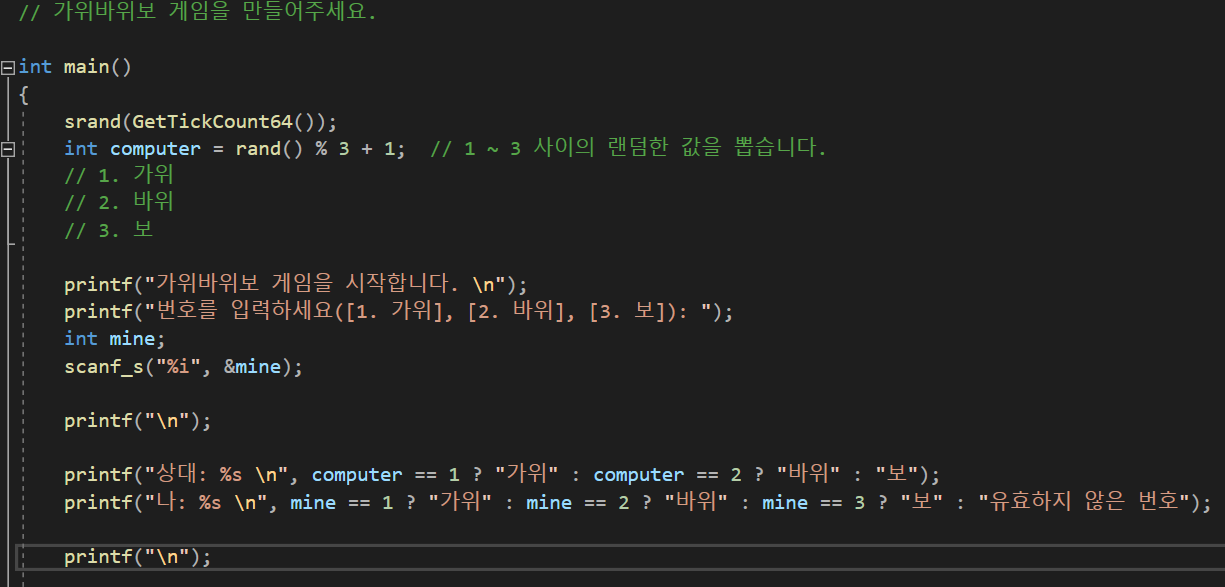 // 가위바위보 게임을 만들어주세요.
int main()
{
srand(GetTickCount64());
int computer = rand() % 3 + 1;  // 1 ~ 3 사이의 랜덤한 값을 뽑습니다.
// 1. 가위
// 2. 바위
// 3. 보
printf("가위바위보 게임을 시작합니다. \n");
printf("번호를 입력하세요([1. 가위], [2. 바위], [3. 보]): ");
int mine;
scanf_s("%i", &mine);
printf("\n");
printf("상대: %s \n", computer == 1 ? "가위" : computer == 2 ? "바위" : "보");
printf("나: %s \n", mine == 1 ? "가위" : mine == 2 ? "바위" : mine == 3 ? "보" : "유효하지 않은 번호");
printf("\n");